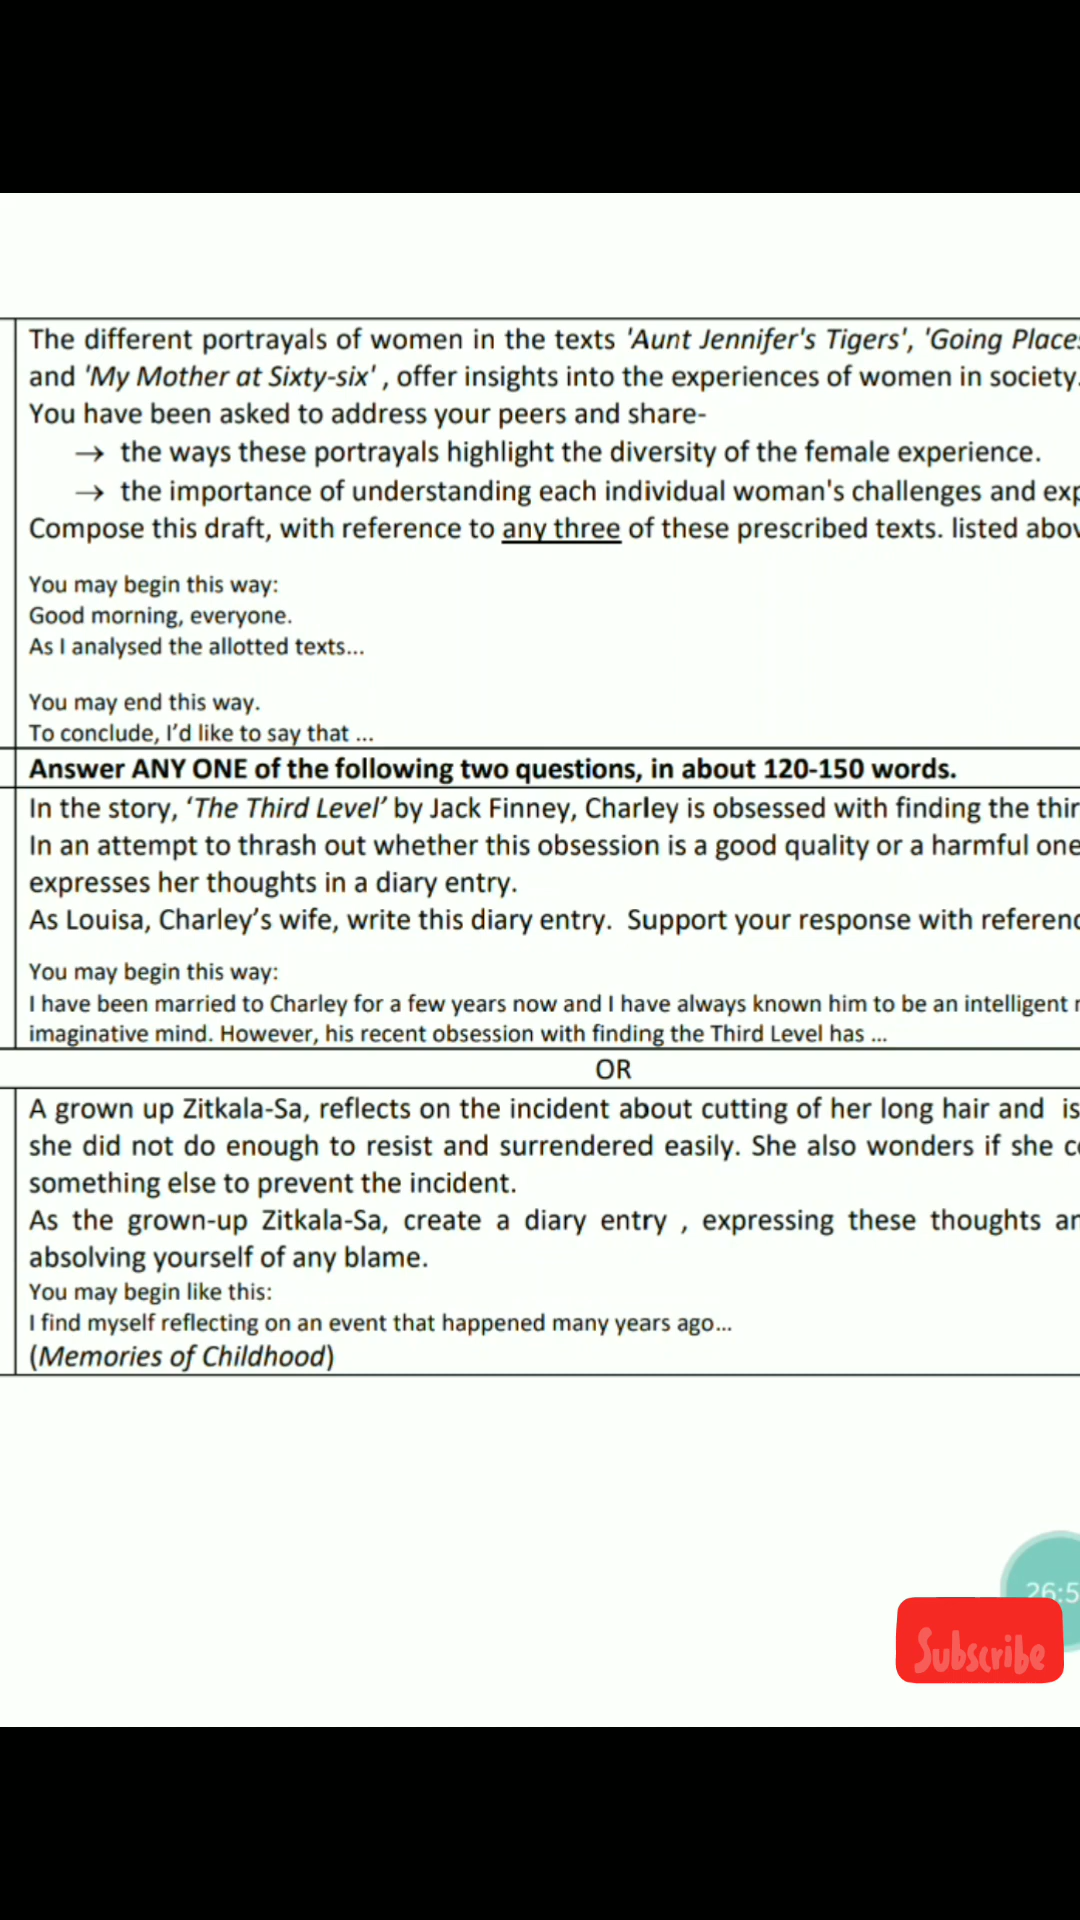 The different portrayals of women in the texts 'Aunt Jennifer's Tigers', 'Going
and 'My Mother at Sixty-six' , offer insights into the experiences of women in society.
You have been asked to address your peers and share-
→ the ways these portrayals highlight the diversity of the female experience.
→ the importance of understanding each individual woman's challenges and
Compose this draft, with reference to any three of these prescribed texts. listed
You may begin this way:
Good morning, everyone.
As I analysed the allotted texts...
You may end this way.
To conclude, I'd like to say that ...
Answer ANY ONE of the following two questions, in about 120-150 words.
In the story, ‘The Third Level’ by Jack Finney, Charley is obsessed with finding the
In an attempt to thrash out whether this obsession is a good quality or a harmful one
expresses her thoughts in a diary entry.
As Louisa, Charley’s wife, write this diary entry. Support your response with
You may begin this way:
I have been married to Charley for a few years now and I have always known him to be an intelligent
imaginative mind. However, his recent obsession with finding the Third Level has ...
OR
A grown up Zitkala-Sa, reflects on the incident about cutting of her long hair and is
she did not do enough to resist and surrendered easily. She also wonders if she
something else to prevent the incident.
As the grown-up Zitkala-Sa, create a diary entry , expressing these thoughts
absolving yourself of any blame.
You may begin like this:
I find myself reflecting on an event that happened many years ago...
(Memories of Childhood)
Subscribe